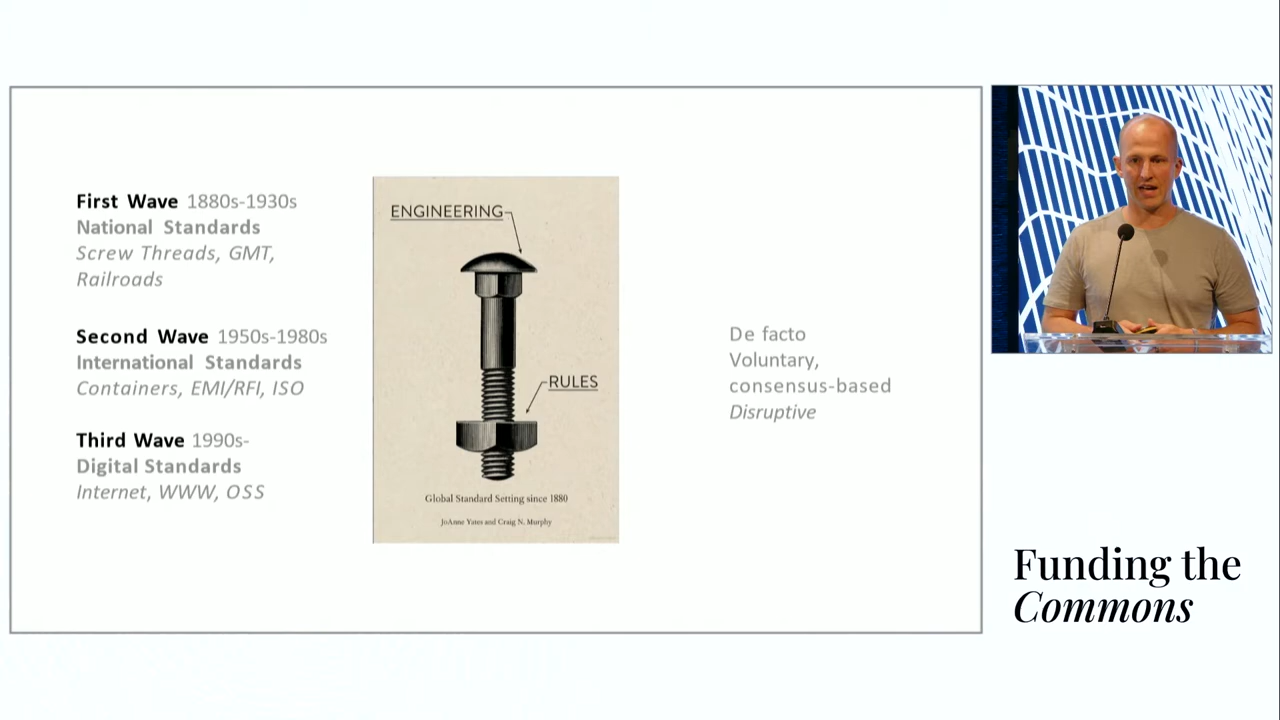 First Wave 1880s-1930s
National Standards
Screw Threads, GMT,
Railroads
Second Wave 1950s-1980s
International Standards
Containers, EMI/RFI, ISO
Third Wave 1990s-
Digital Standards
Internet, WWW, OSS
ENGINEERING
RULES
Global Standard Setting since 1880
JoAnne Yates and Craig N. Murphy
De facto
Voluntary,
consensus-based
Disruptive
Funding the
Commons